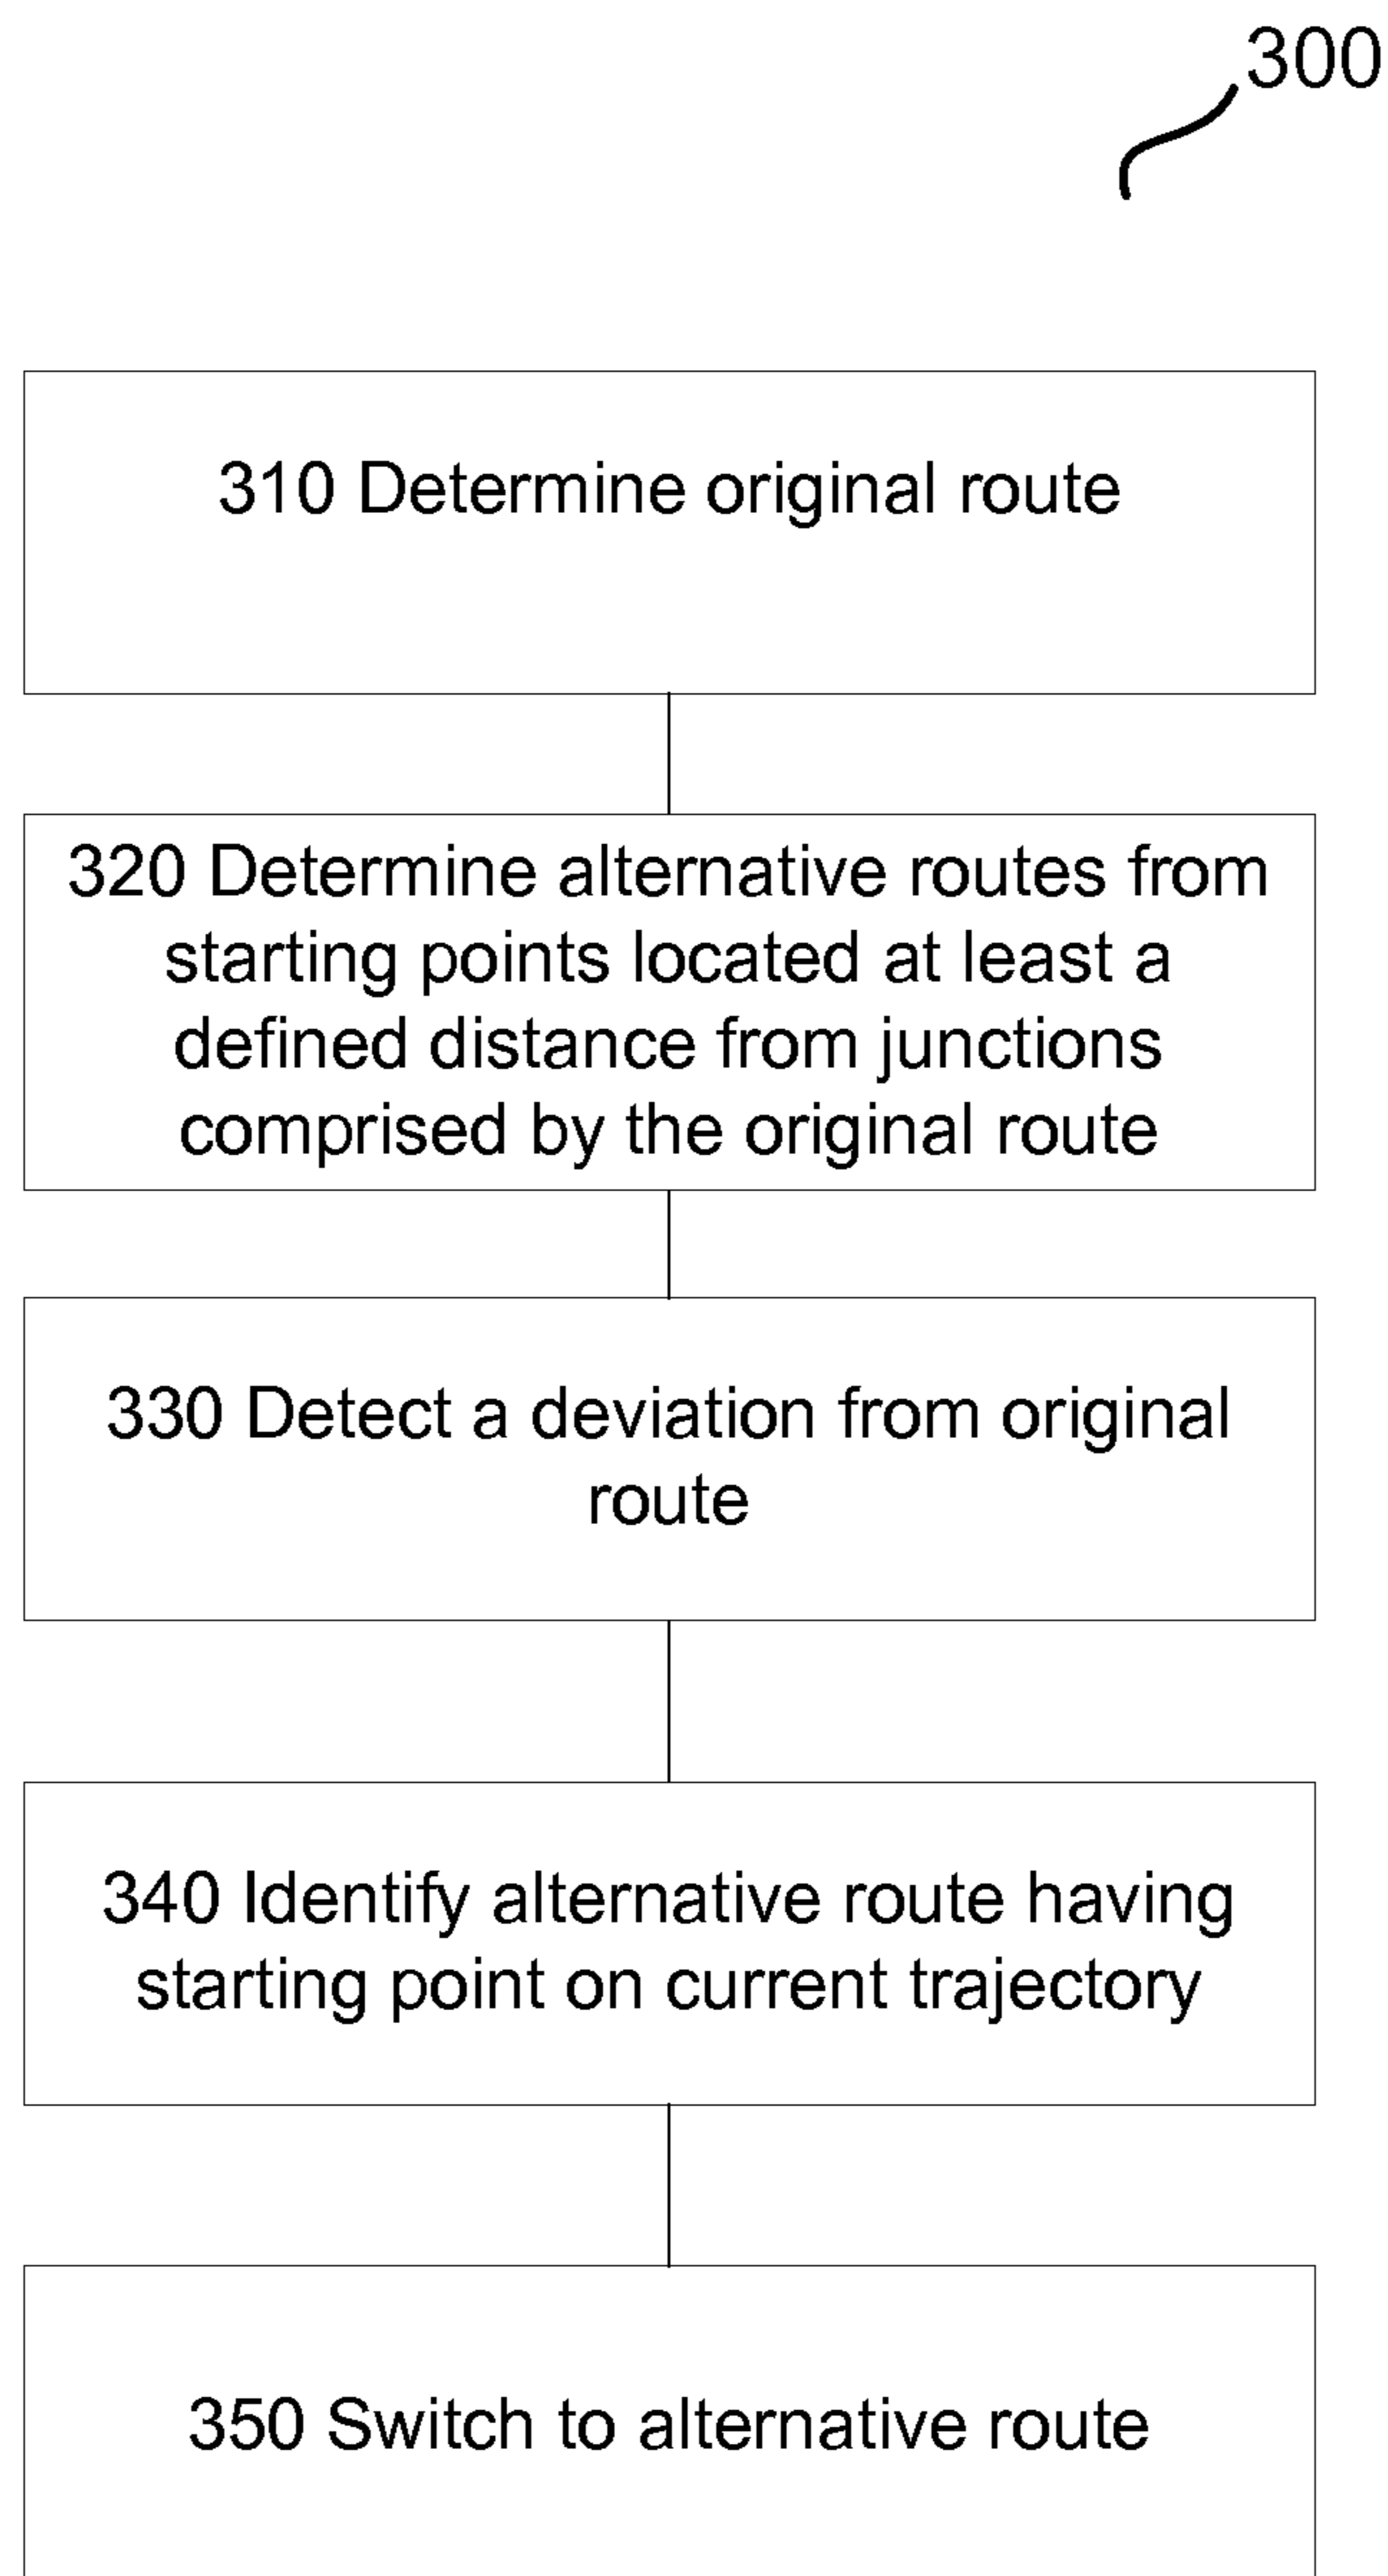 300
310 Determine original route
320 Determine alternative routes from
starting points located at least a
defined distance from junctions
comprised by the original route
330 Detect a deviation from original
route
340 Identify alternative route having
starting point on current trajectory
350 Switch to alternative route